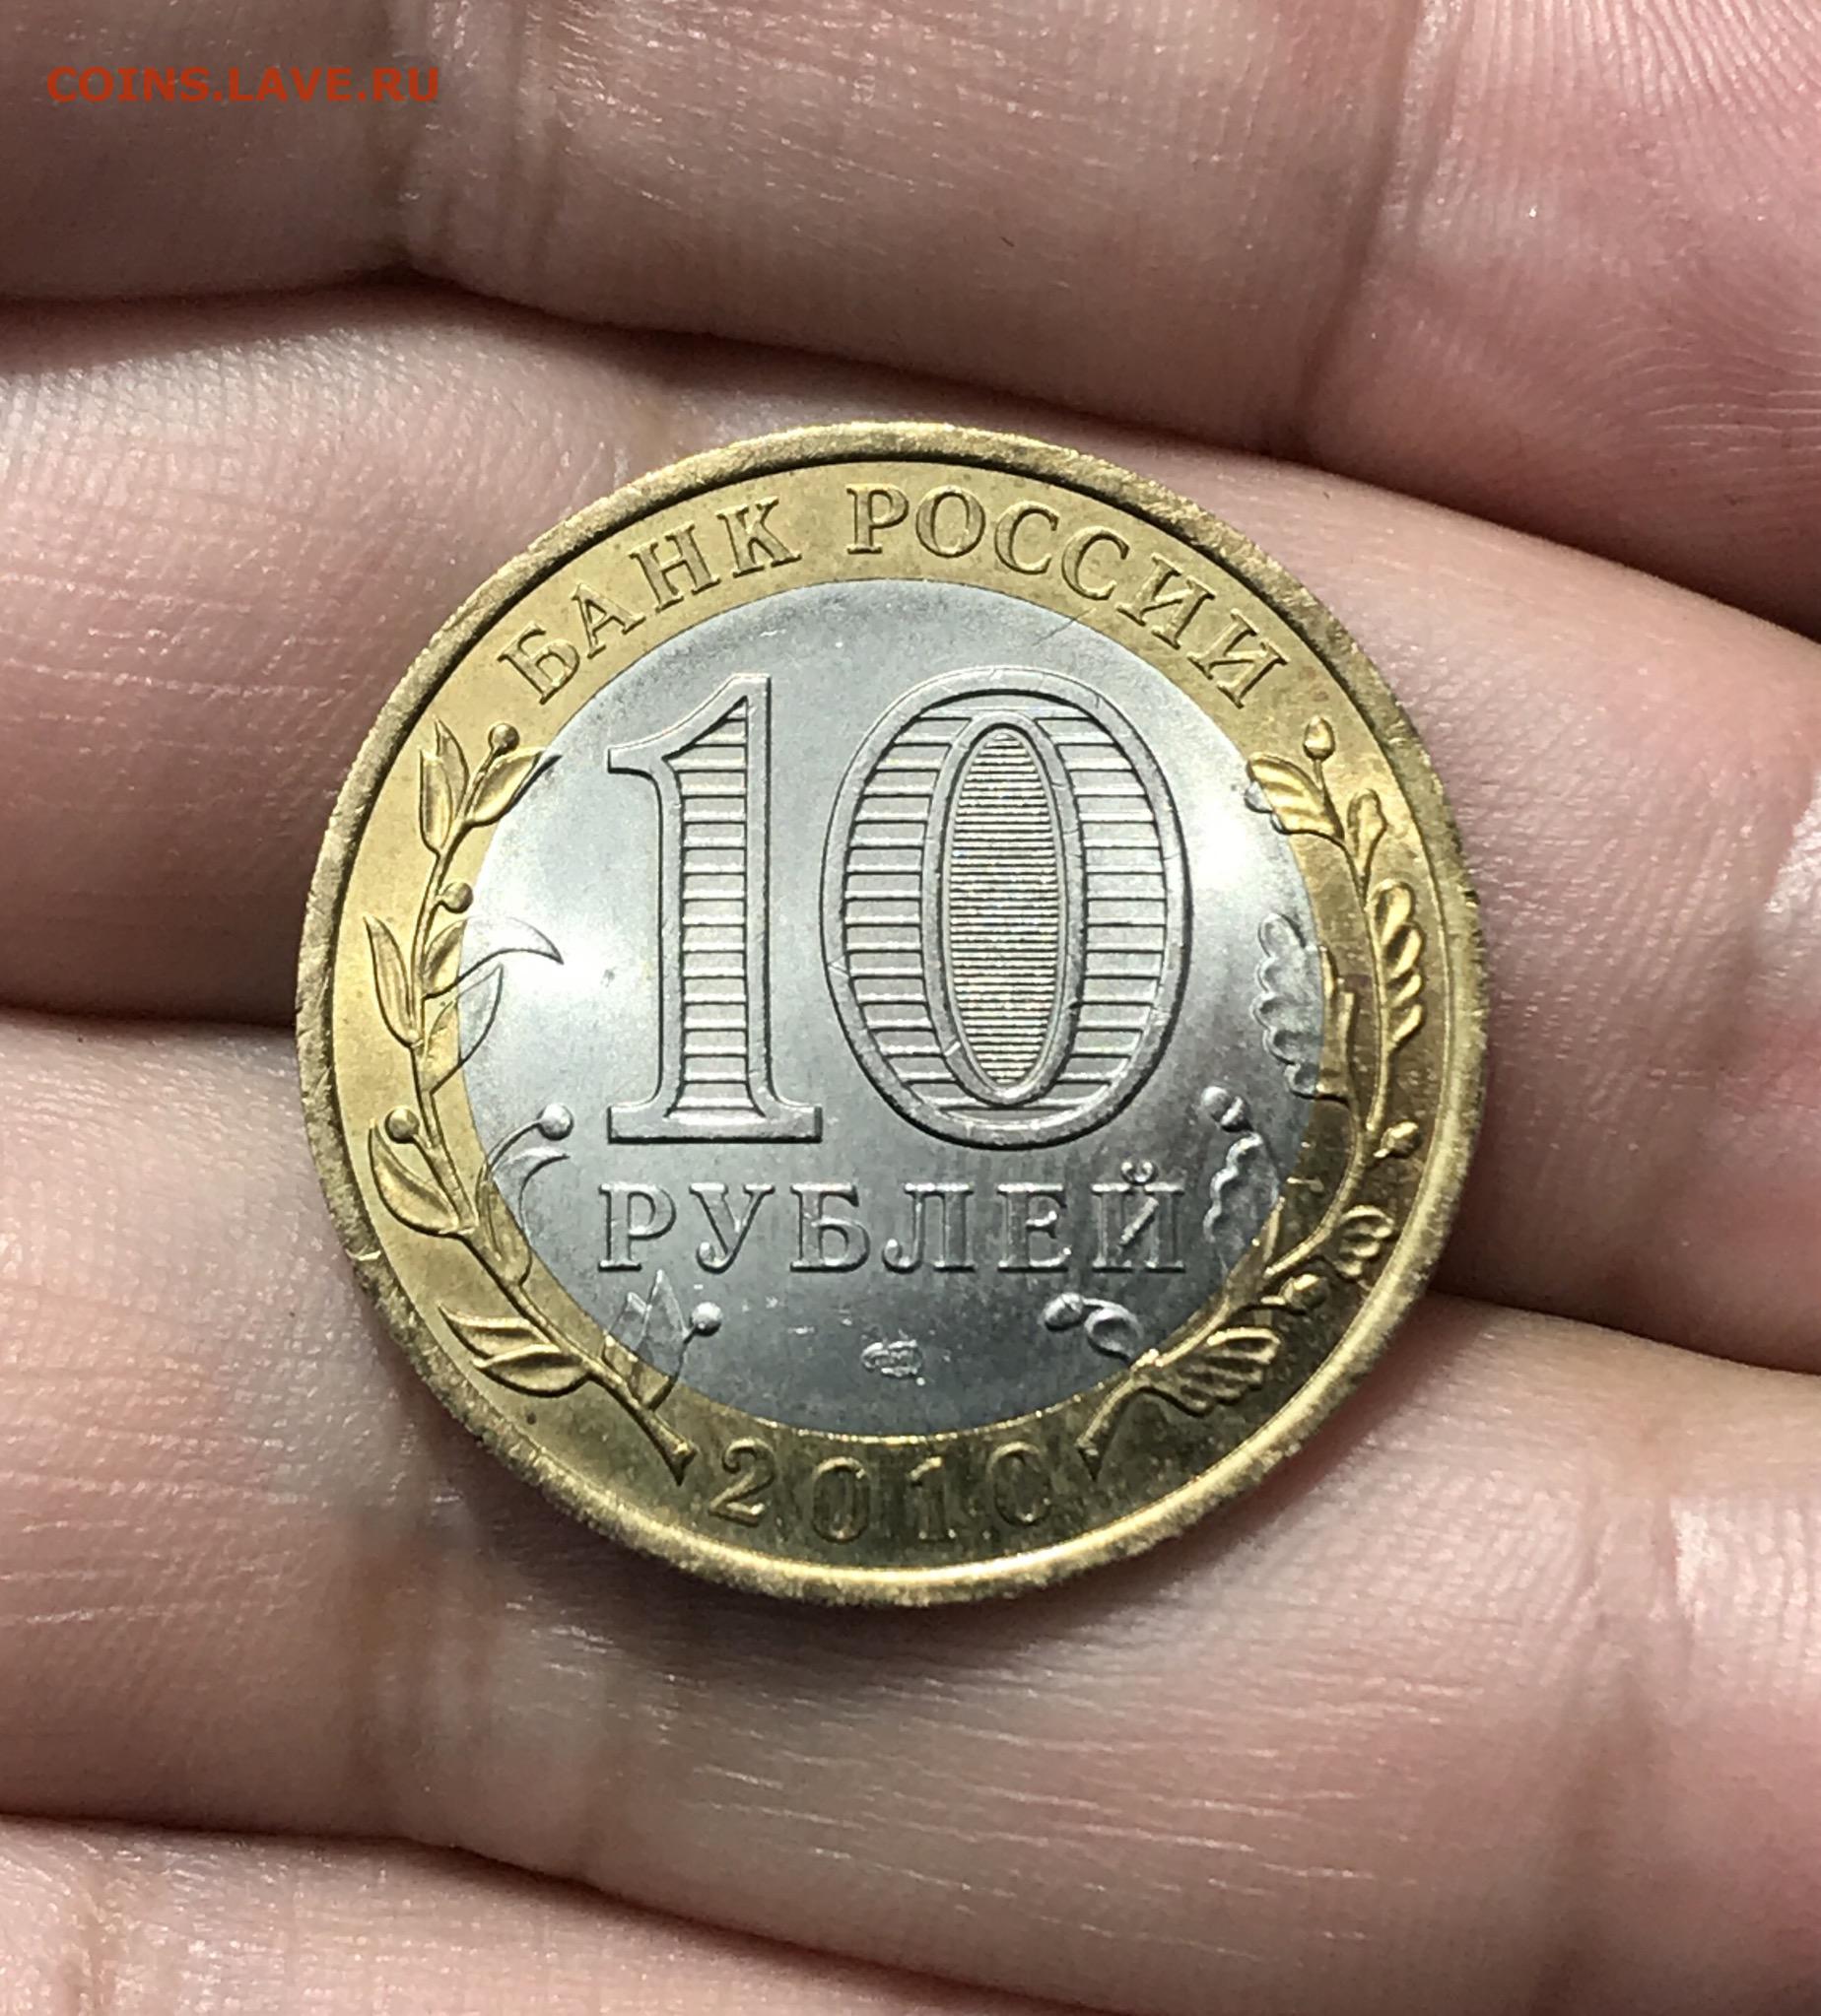 COINS.LAVE.RU
БАНК РОССИИ
10
РУБЛЕЙ
2010